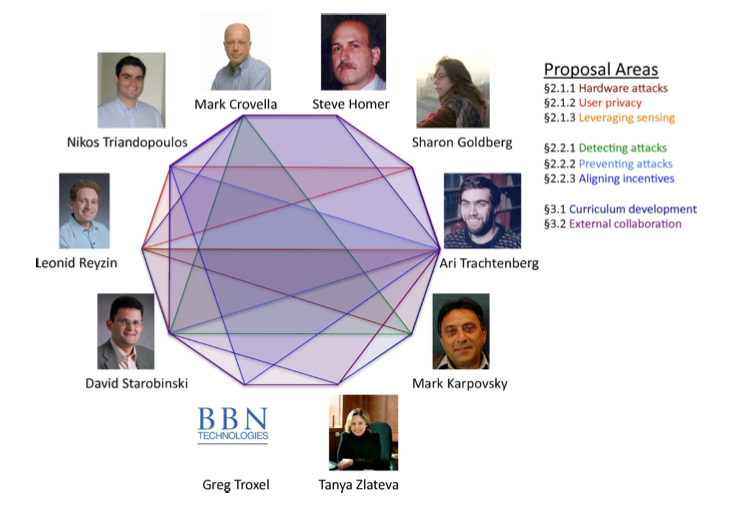 Mark Crovella
Steve Homer
Nikos Triandopoulos
Sharon Goldberg
Leonid Reyzin
Ari Trachtenberg
David Starobinski
Mark Karpovsky
BBN
TECHNOLOGIES
Greg Troxel
Tanya Zlateva
Proposal Areas
§2.1.1 Hardware attacks
§2.1.2 User privacy
§2.1.3 Leveraging sensing
§2.2.1 Detecting attacks
§2.2.2 Preventing attacks
§2.2.3 Aligning incentives
§3.1 Curriculum development
§3.2 External collaboration